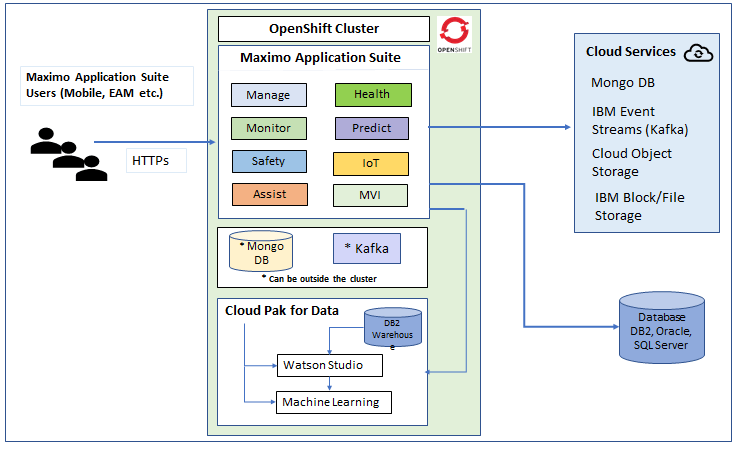 OpenShift Cluster
OPENSHIFT
Maximo Application Suite
Manage
Health
Monitor
Predict
Safety
IoT
Assist
MVI
Maximo Application Suite
Users (Mobile, EAM etc.)
HTTPs
Cloud Services
Mongo DB
IBM Event
Streams (Kafka)
Cloud Object
Storage
IBM Block/File
Storage
* Mongo
DB
* Kafka
* Can be outside the cluster
Cloud Pak for Data
DB2
Warehous
e
Watson Studio
Machine Learning
Database
DB2, Oracle,
SQL Server